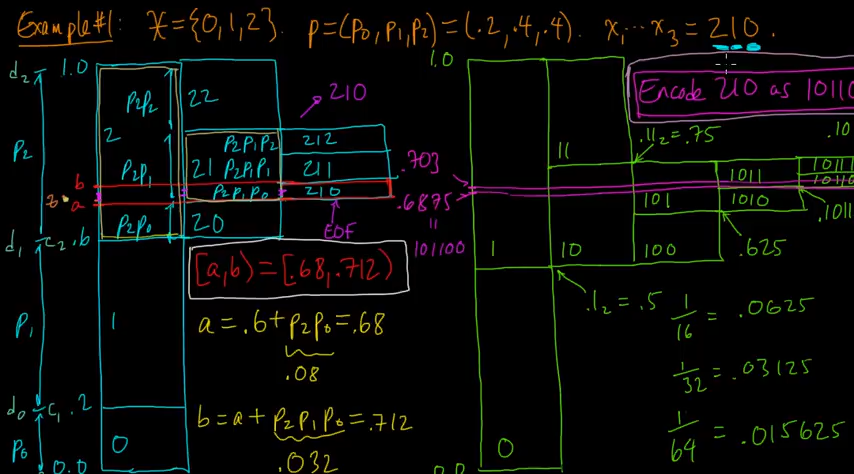 Example #1: X = {0,1,2}. p = (p₀, p₁, p₂) = (.2, .4, .4). x₁...x₃ = 210.
d₂ 1.0
P₂P₂
22
210
2
P₂
P₂P₁P₂
212
21
P₂P₁P₁
211
P₂P₁
b
P₂P₁P₀
210
a
P₂P₀
20
EOF
d₁ c₂ .6
[a,b) = [.68, .712)
P₁
1
a = .6 + P₂P₀ = .68
.08
d₀ c₁ .2
b = a + P₂P₁P₀ = .712
.032
P₀
0
0.0
1.0
Encode 210 as 10110
.11₂ = .75
.10
11
.703
1011
10111
10110
.6875
101
1010
.1011
=
101100
1
10
100
.625
.1₂ = .5
1/16 = .0625
1/32 = .03125
1/64 = .015625
0
0.0